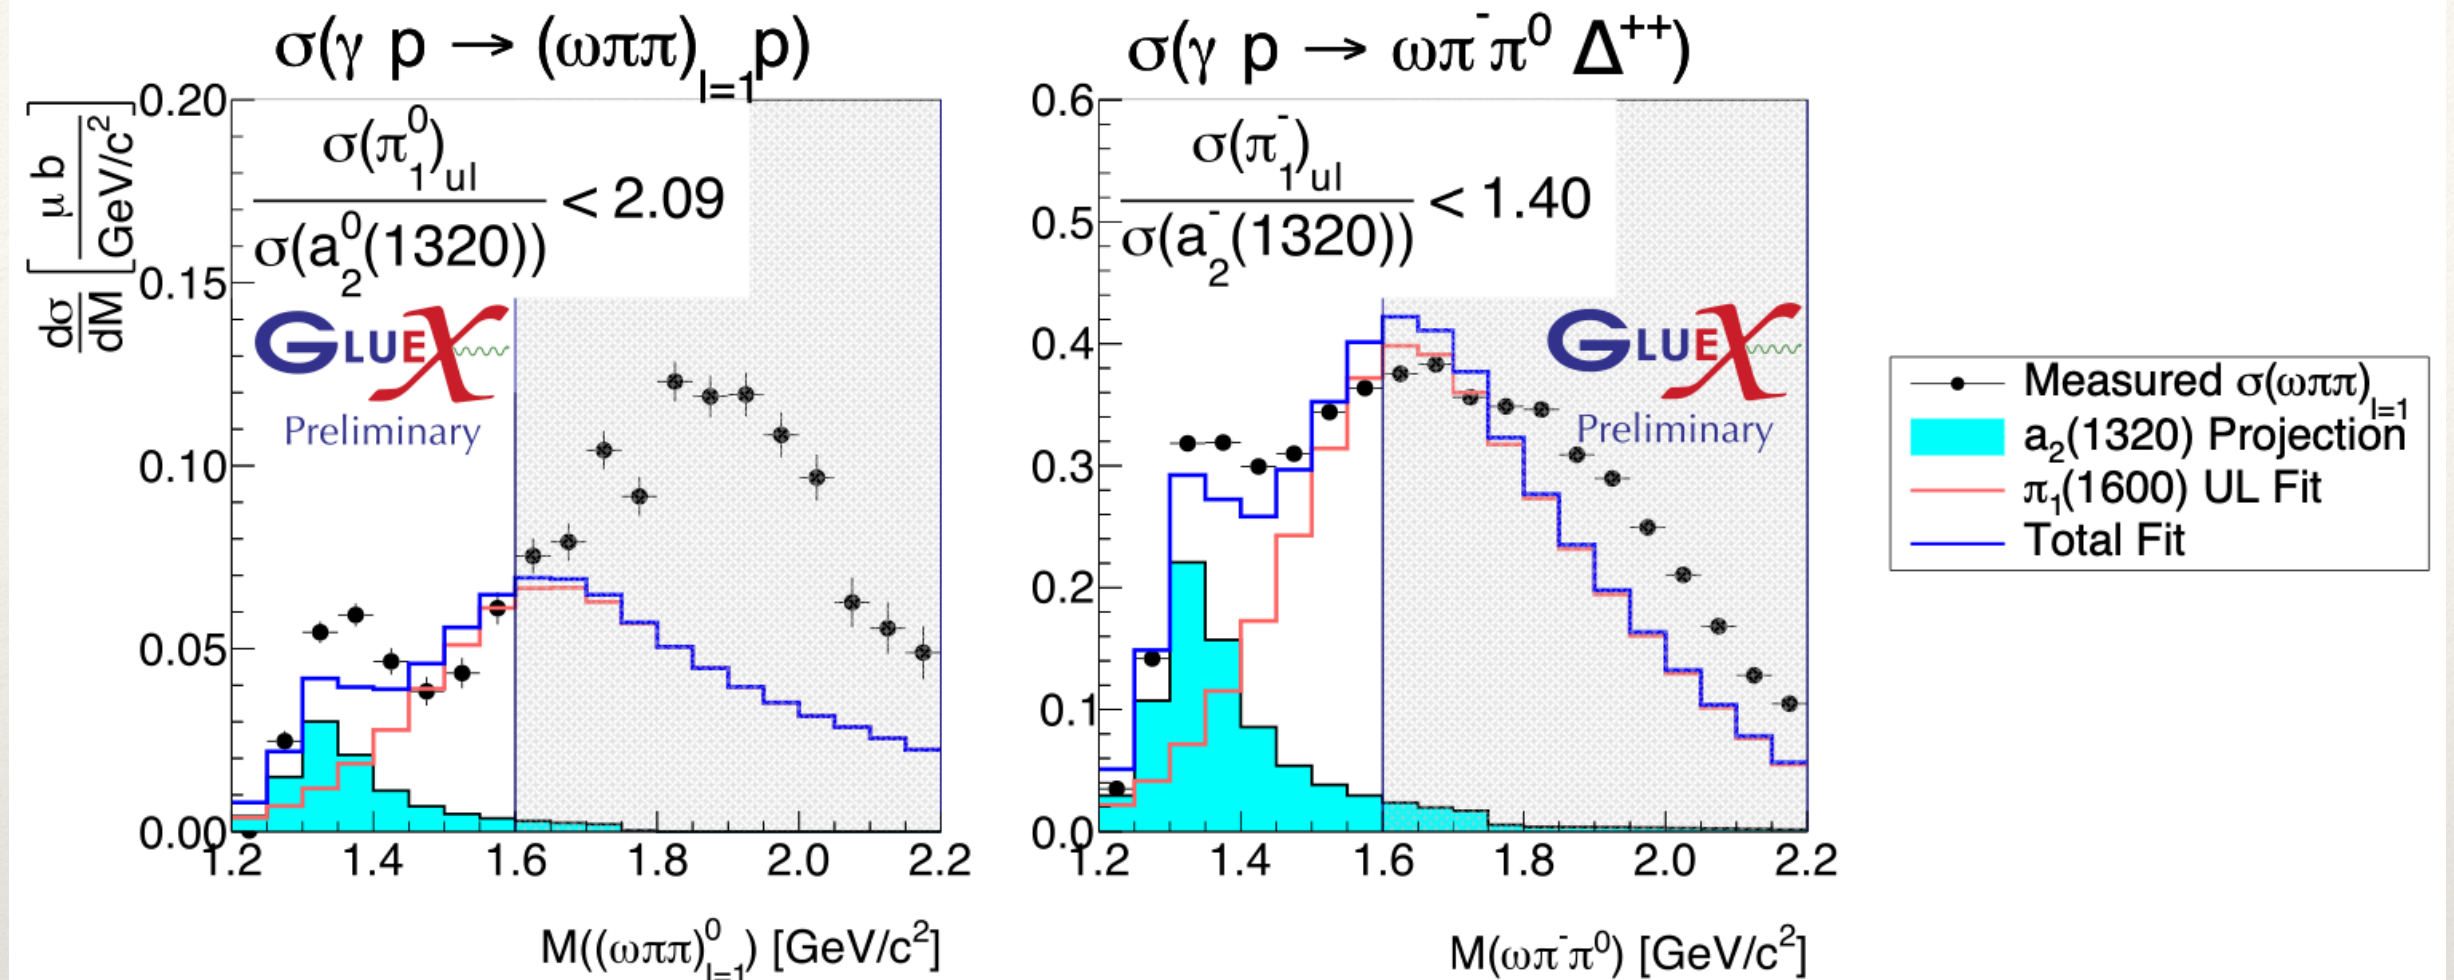 σ(γ p → (ωππ)_{I=1}p)
dσ/dM [μb / GeV/c²]
0.20
0.15
0.10
0.05
0.00
σ(π₁⁰)_{ul} / σ(a₂⁰(1320)) < 2.09
GLUEX
Preliminary
1.2 1.4 1.6 1.8 2.0 2.2
M((ωππ)⁰_{I=1}) [GeV/c²]
σ(γ p → ωπ⁻π⁰ Δ⁺⁺)
0.6
0.5
0.4
0.3
0.2
0.1
0.0
σ(π₁⁻)_{ul} / σ(a₂⁻(1320)) < 1.40
GLUEX
Preliminary
1.2 1.4 1.6 1.8 2.0 2.2
M(ωπ⁻π⁰) [GeV/c²]
Measured σ(ωππ)_{I=1}
a₂(1320) Projection
π₁(1600) UL Fit
Total Fit